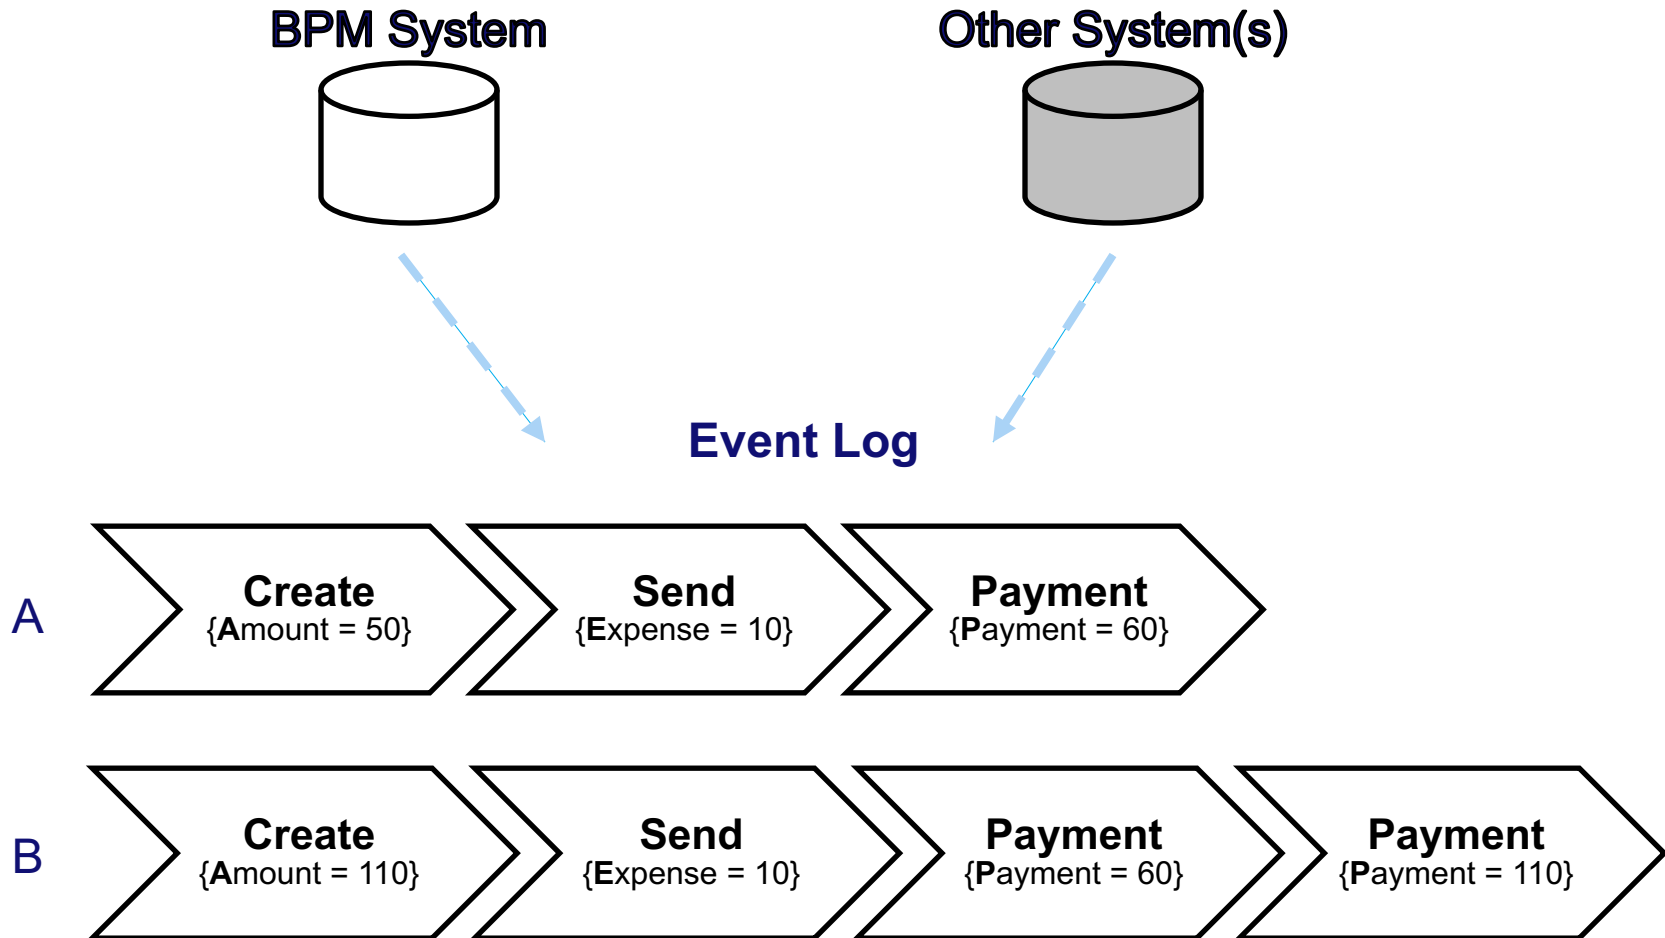 BPM System
Other System(s)
Event Log
A
Create
{Amount = 50}
Send
{Expense = 10}
Payment
{Payment = 60}
B
Create
{Amount = 110}
Send
{Expense = 10}
Payment
{Payment = 60}
Payment
{Payment = 110}